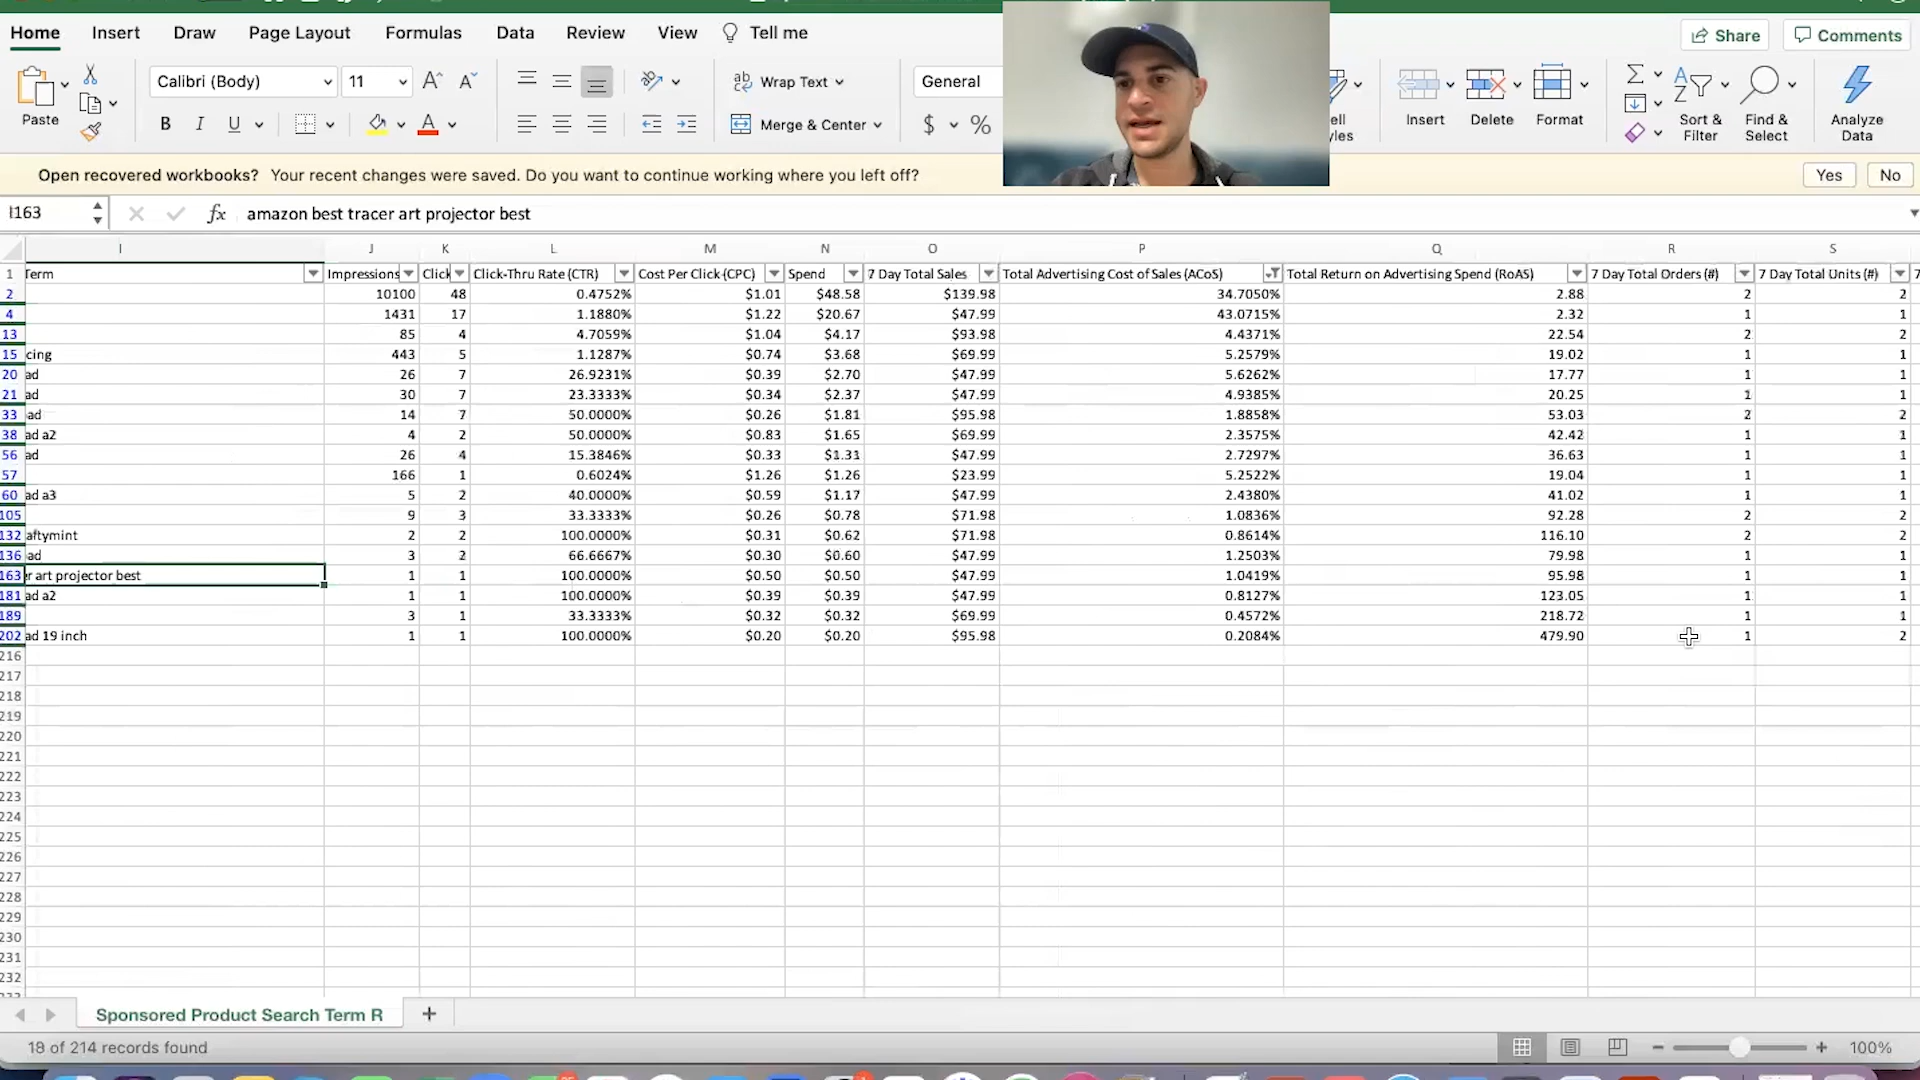 Home Insert Draw Page Layout Formulas Data Review View Tell me Share Comments
Paste Calibri (Body) 11 A A Wrap Text General
B I U A Merge & Center $ % Insert Delete Format Sort & Filter Find & Select Analyze Data
Open recovered workbooks? Your recent changes were saved. Do you want to continue working where you left off? Yes No
I163 fx amazon best tracer art projector best
I J K L M N O P Q R S
1 Term Impressions Click Click-Thru Rate (CTR) Cost Per Click (CPC) Spend 7 Day Total Sales Total Advertising Cost of Sales (ACoS) Total Return on Advertising Spend (RoAS) 7 Day Total Orders (#) 7 Day Total Units (#) 7
2 10100 48 0.4752% $1.01 $48.58 $139.98 34.7050% 2.88 2 2
4 1431 17 1.1880% $1.22 $20.67 $47.99 43.0715% 2.32 1 1
13 85 4 4.7059% $1.04 $4.17 $93.98 4.4371% 22.54 2 2
15 cing 443 5 1.1287% $0.74 $3.68 $69.99 5.2579% 19.02 1 1
20 ad 26 7 26.9231% $0.39 $2.70 $47.99 5.6262% 17.77 1 1
21 ad 30 7 23.3333% $0.34 $2.37 $47.99 4.9385% 20.25 1 1
33 ad 14 7 50.0000% $0.26 $1.81 $95.98 1.8858% 53.03 2 2
38 ad a2 4 2 50.0000% $0.83 $1.65 $69.99 2.3575% 42.42 1 1
56 ad 26 4 15.3846% $0.33 $1.31 $47.99 2.7297% 36.63 1 1
57 166 1 0.6024% $1.26 $1.26 $23.99 5.2522% 19.04 1 1
60 ad a3 5 2 40.0000% $0.59 $1.17 $47.99 2.4380% 41.02 1 1
105 9 3 33.3333% $0.26 $0.78 $71.98 1.0836% 92.28 2 2
132 aftymint 2 2 100.0000% $0.31 $0.62 $71.98 0.8614% 116.10 2 2
136 ad 3 2 66.6667% $0.30 $0.60 $47.99 1.2503% 79.98 1 1
163 r art projector best 1 1 100.0000% $0.50 $0.50 $47.99 1.0419% 95.98 1 1
181 ad a2 1 1 100.0000% $0.39 $0.39 $47.99 0.8127% 123.05 1 1
189 3 1 33.3333% $0.32 $0.32 $69.99 0.4572% 218.72 1 1
202 ad 19 inch 1 1 100.0000% $0.20 $0.20 $95.98 0.2084% 479.90 1 2
216
217
218
219
220
221
222
223
224
225
226
227
228
229
230
231
232
Sponsored Product Search Term R
18 of 214 records found 100%